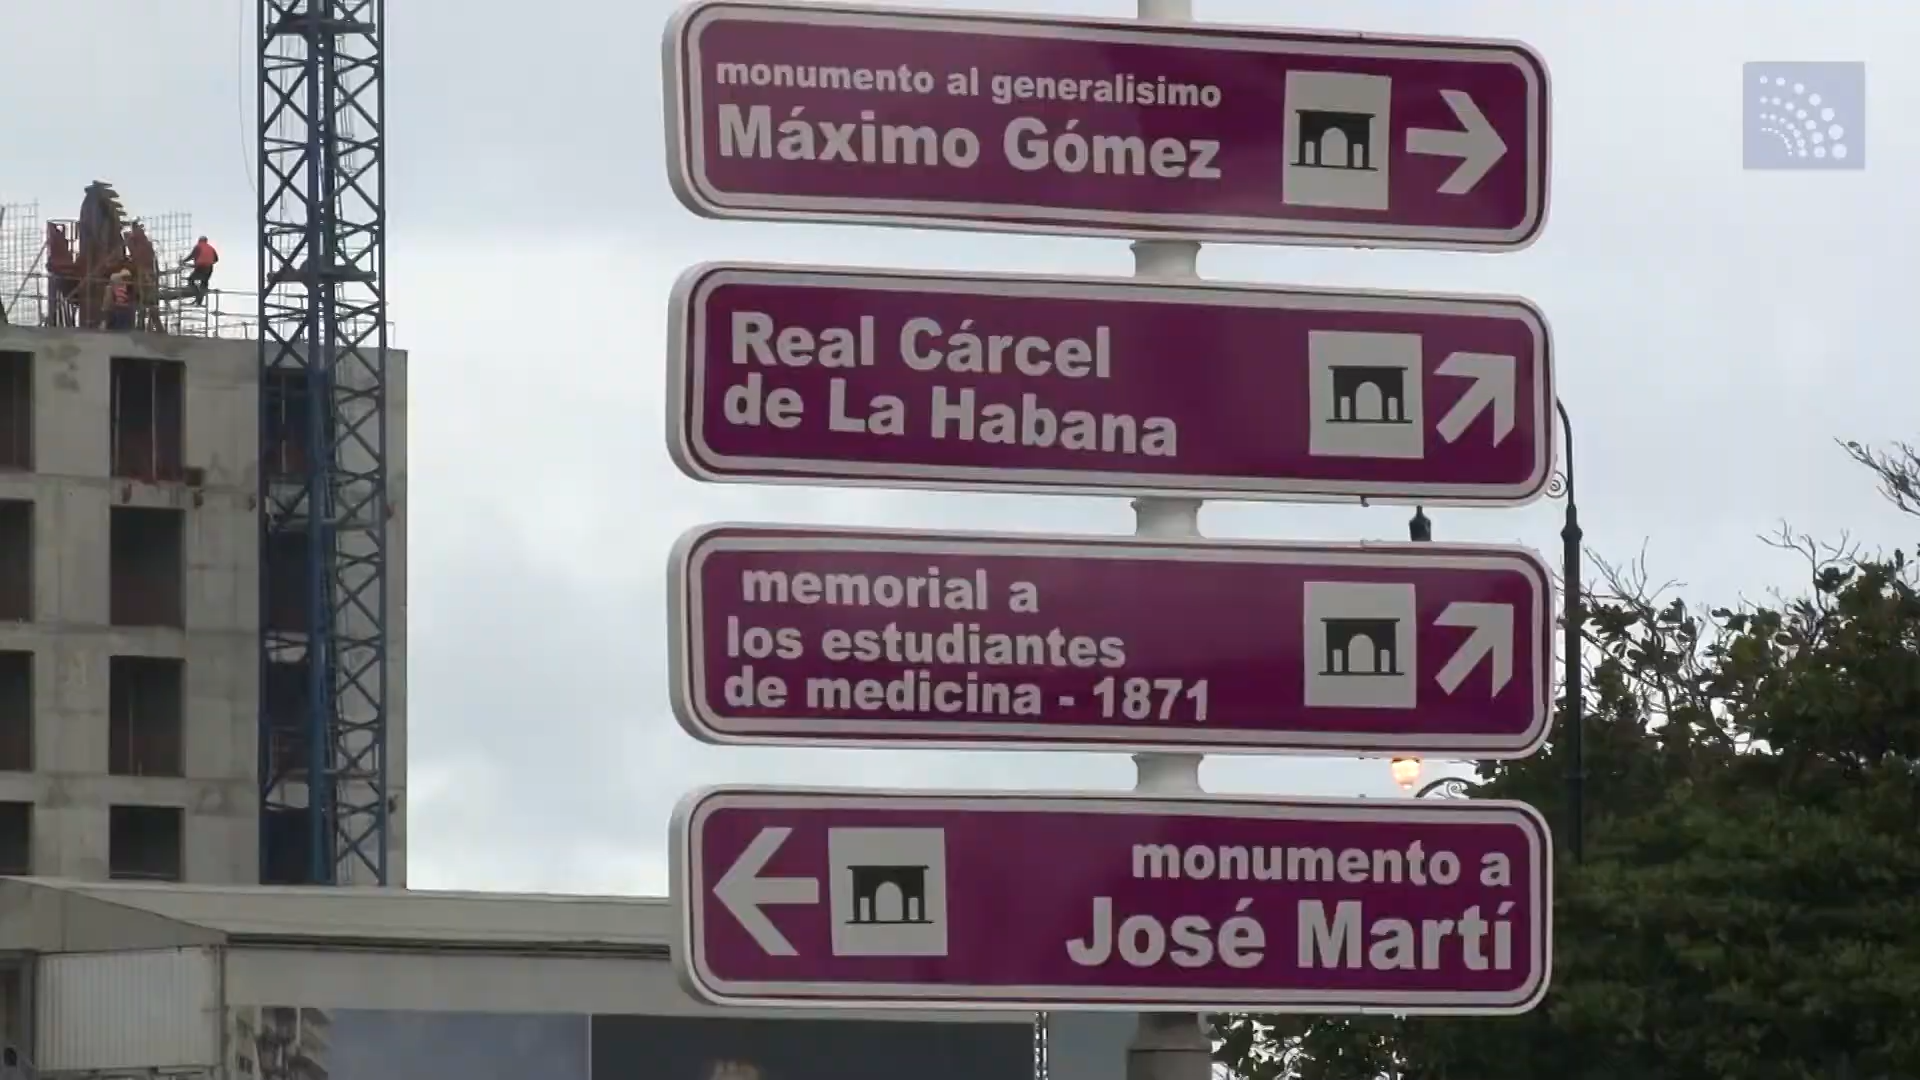 monumento al generalisimo
Máximo Gómez
Real Cárcel
de La Habana
memorial a
los estudiantes
de medicina - 1871
monumento a
José Martí